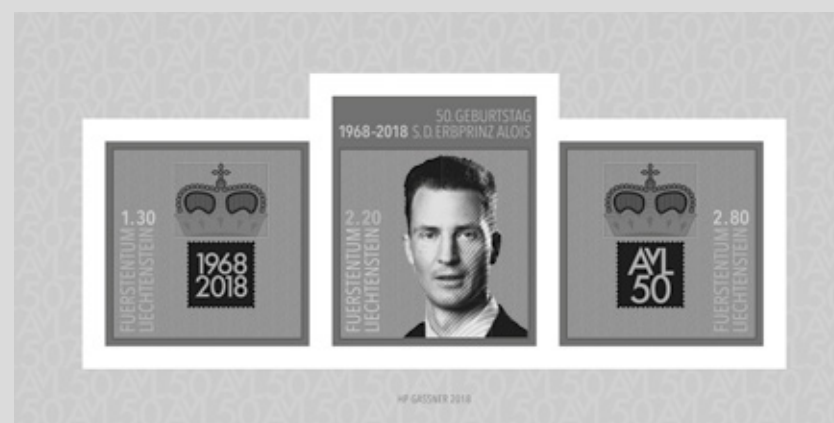 50. GEBURTSTAG
1968-2018 S. D. ERBPRINZ ALOIS
1.30
FUERSTENTUM
LIECHTENSTEIN
1968
2018
2.20
FUERSTENTUM
LIECHTENSTEIN
2.80
FUERSTENTUM
LIECHTENSTEIN
AVL
50
HP GASSNER 2018